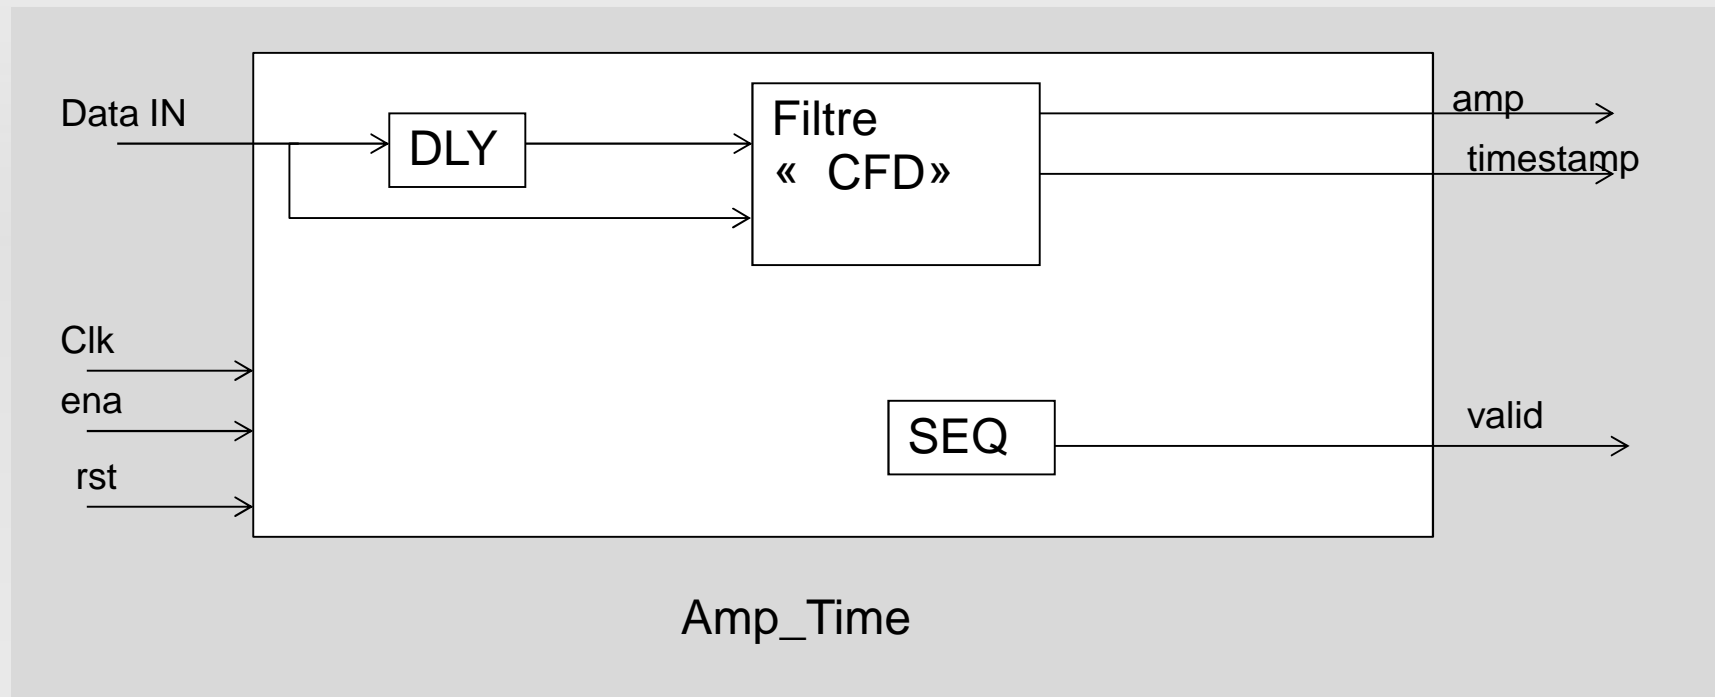 Data IN
DLY
Filtre
« CFD»
amp
timestamp
Clk
ena
rst
SEQ
valid
Amp_Time